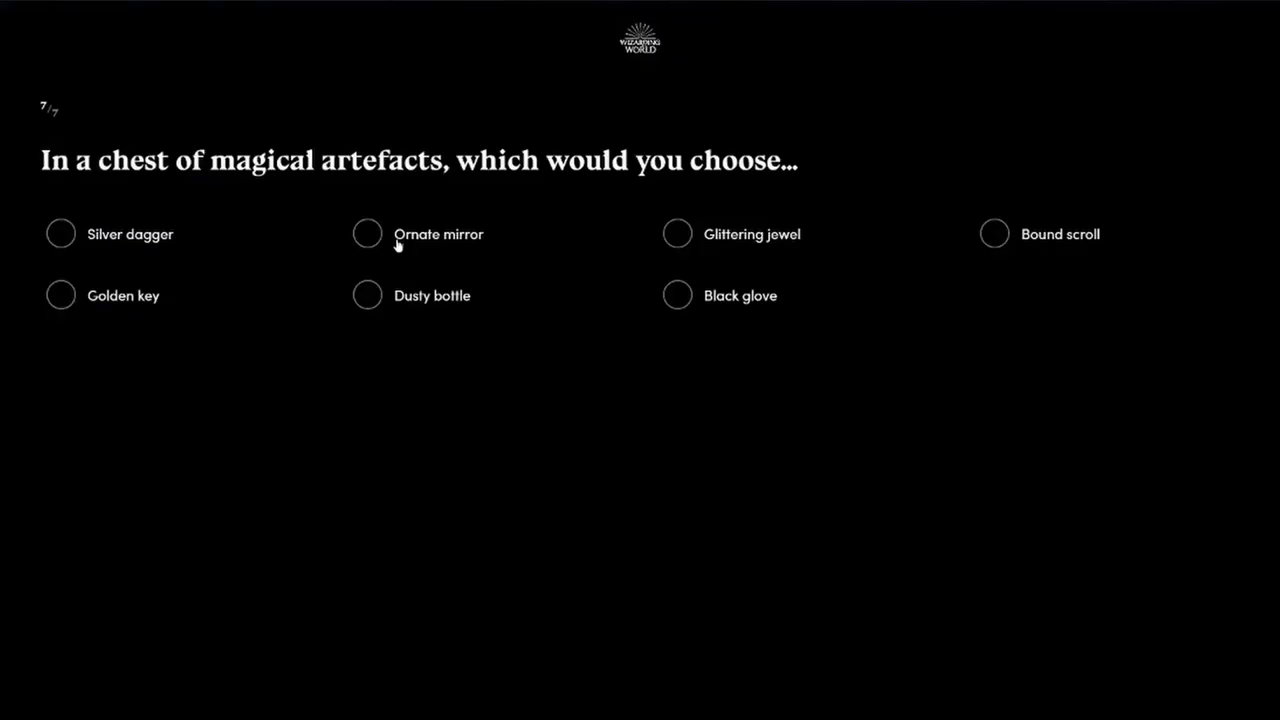 WIZARDING
WORLD
7/7
In a chest of magical artefacts, which would you choose...
Silver dagger Ornate mirror Glittering jewel Bound scroll
Golden key Dusty bottle Black glove